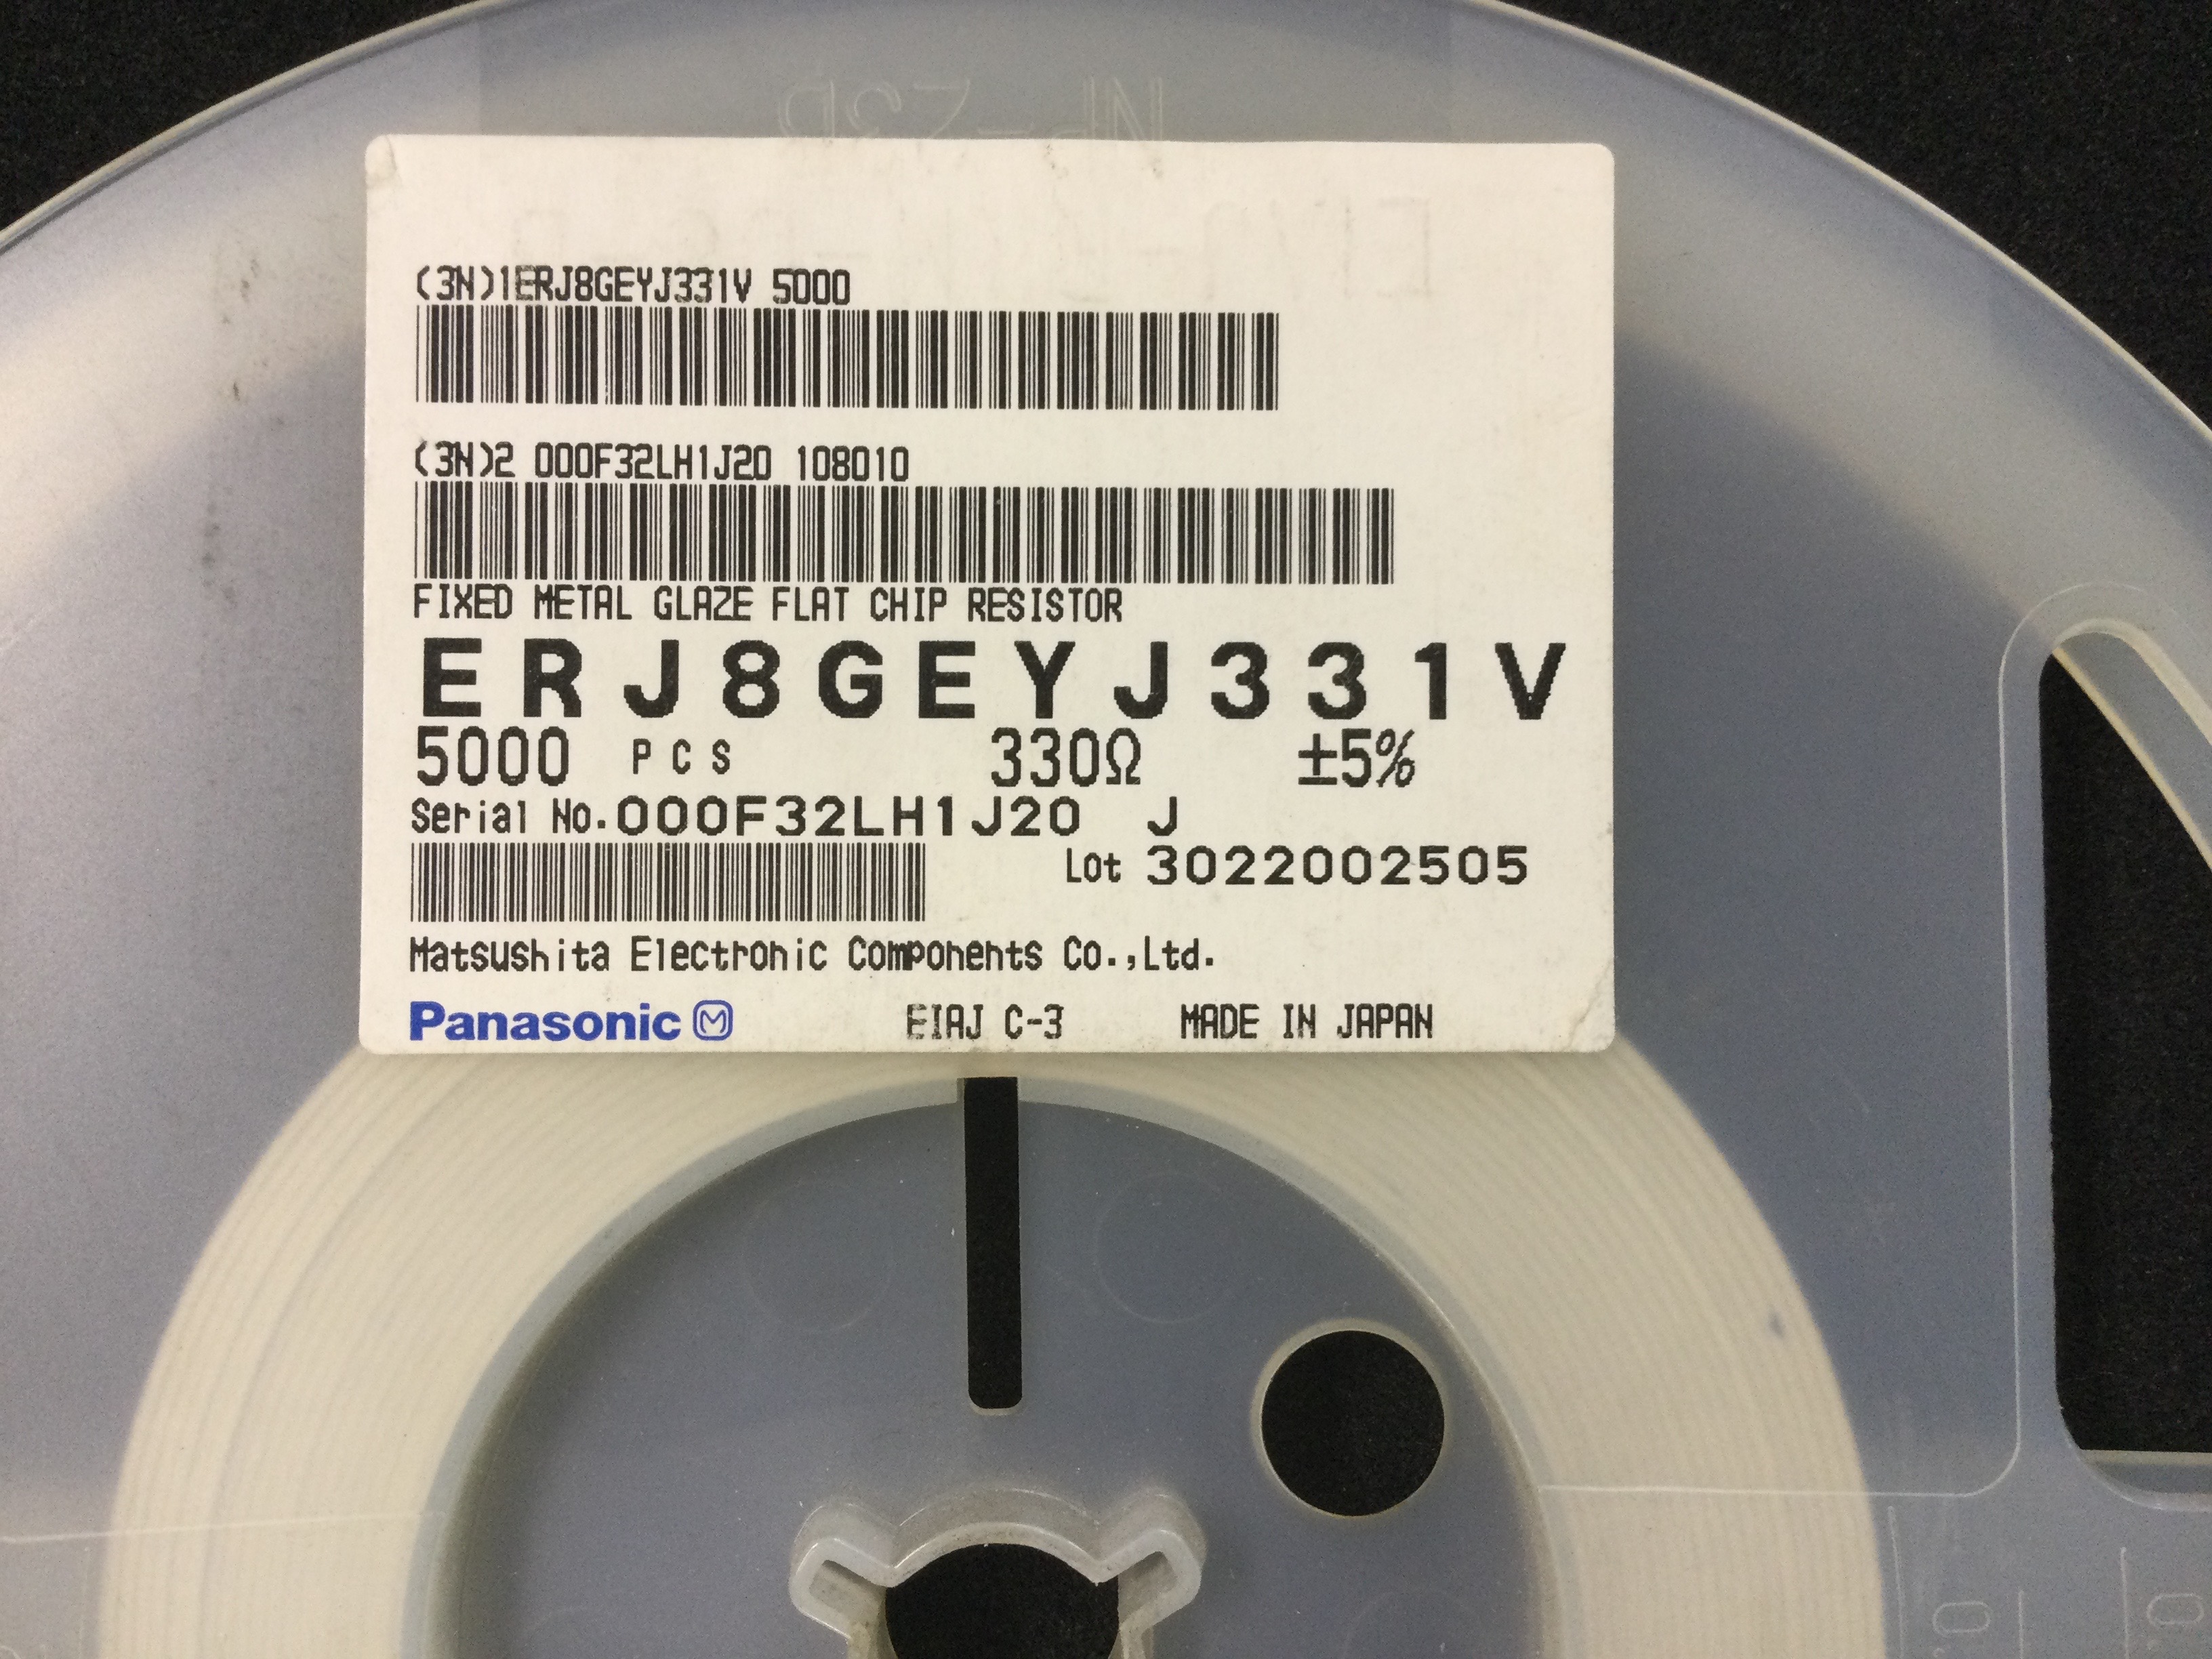 (3N)1ERJ8GEYJ331V 5000
(3N)2 000F32LH1J20 108010
FIXED METAL GLAZE FLAT CHIP RESISTOR
ERJ8GEYJ331V
5000 PCS 330Ω ±5%
Serial No.000F32LH1J20 J
Lot 3022002505
Matsushita Electronic Components Co.,Ltd.
Panasonic M
EIAJ C-3 MADE IN JAPAN